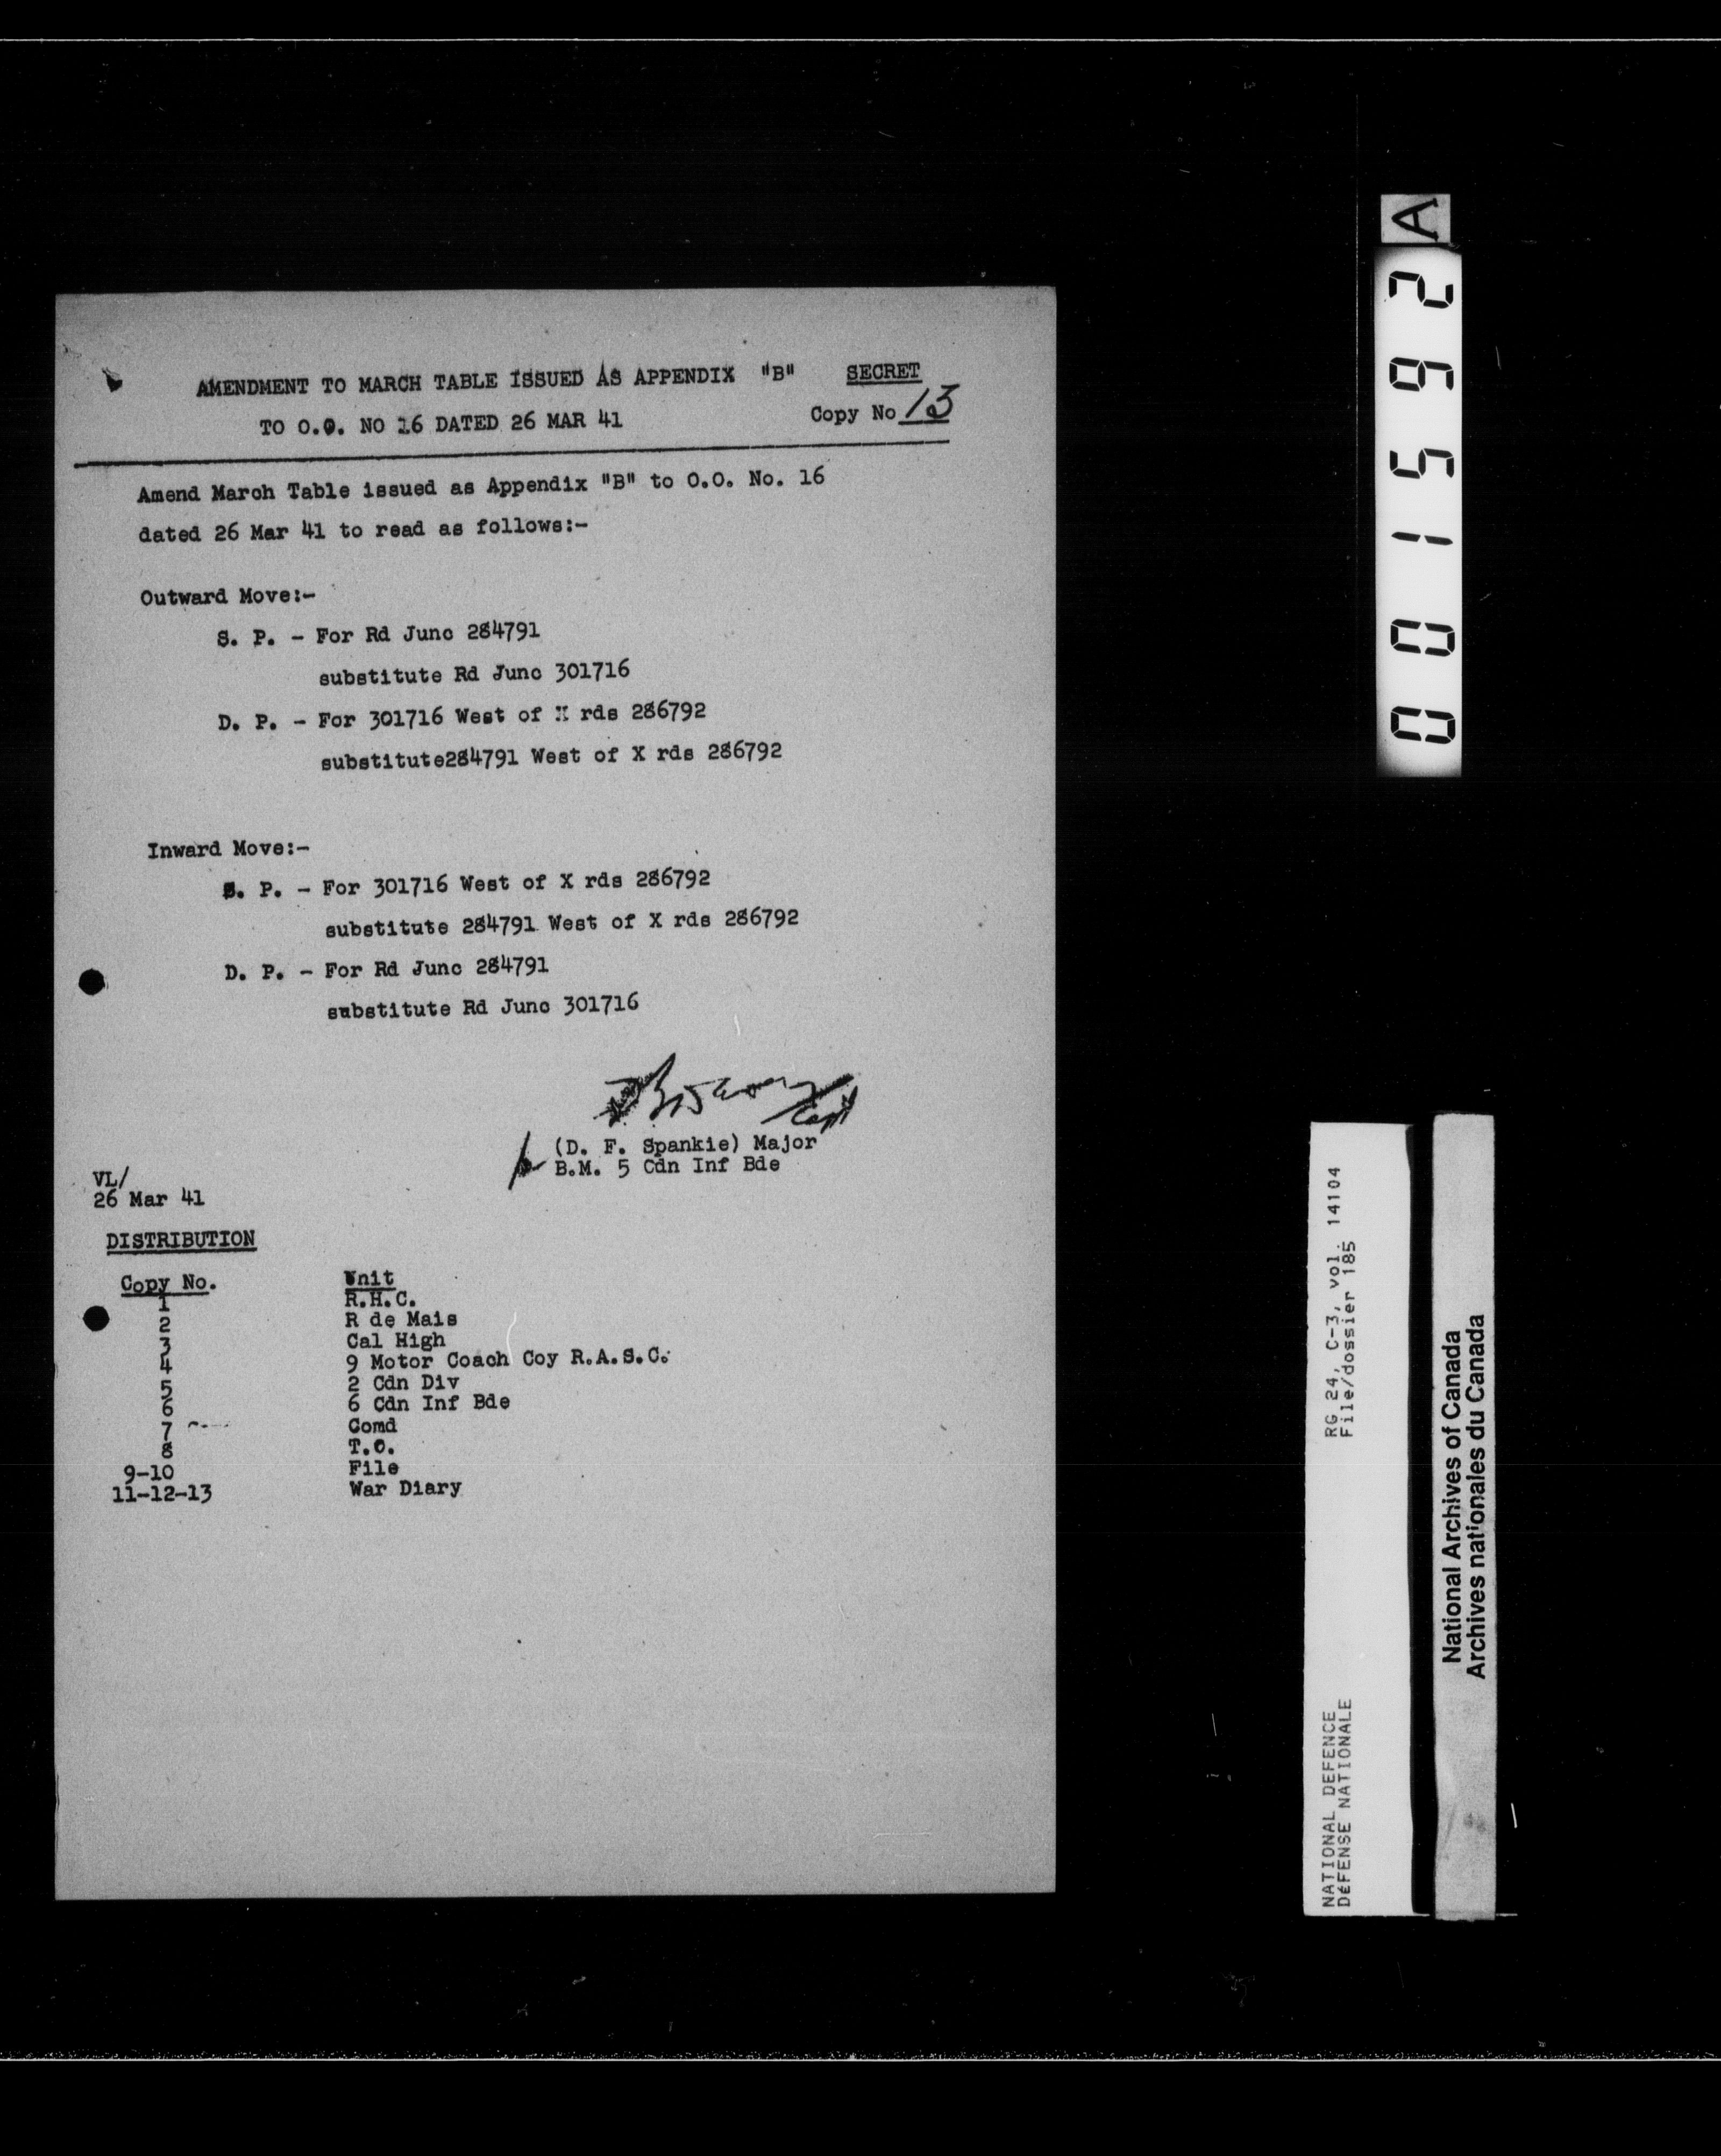 AMENDMENT TO MARCH TABLE ISSUED AS APPENDIX "B" SECRET
TO O.O. NO 16 DATED 26 MAR 41 Copy No 13
Amend March Table issued as Appendix "B" to O.O. No. 16
dated 26 Mar 41 to read as follows:-
Outward Move:-
S. P. - For Rd Junc 284791
substitute Rd Junc 301716
D. P. - For 301716 West of X rds 286792
substitute284791 West of X rds 286792
Inward Move:-
S. P. - For 301716 West of X rds 286792
substitute 284791 West of X rds 286792
D. P. - For Rd Junc 284791
substitute Rd Junc 301716
Capt
(D. F. Spankie) Major
B.M. 5 Cdn Inf Bde
VL/
26 Mar 41
DISTRIBUTION
Copy No. Unit
1 R.H.C.
2 R de Mais
3 Cal High
4 9 Motor Coach Coy R.A.S.C.
5 2 Cdn Div
6 6 Cdn Inf Bde
7 Comd
8 T.O.
9-10 File
11-12-13 War Diary
001592 A
NATIONAL DEFENCE RG 24, C-3, vol. 14104
DÉFENSE NATIONALE File/dossier 185
National Archives of Canada
Archives nationales du Canada